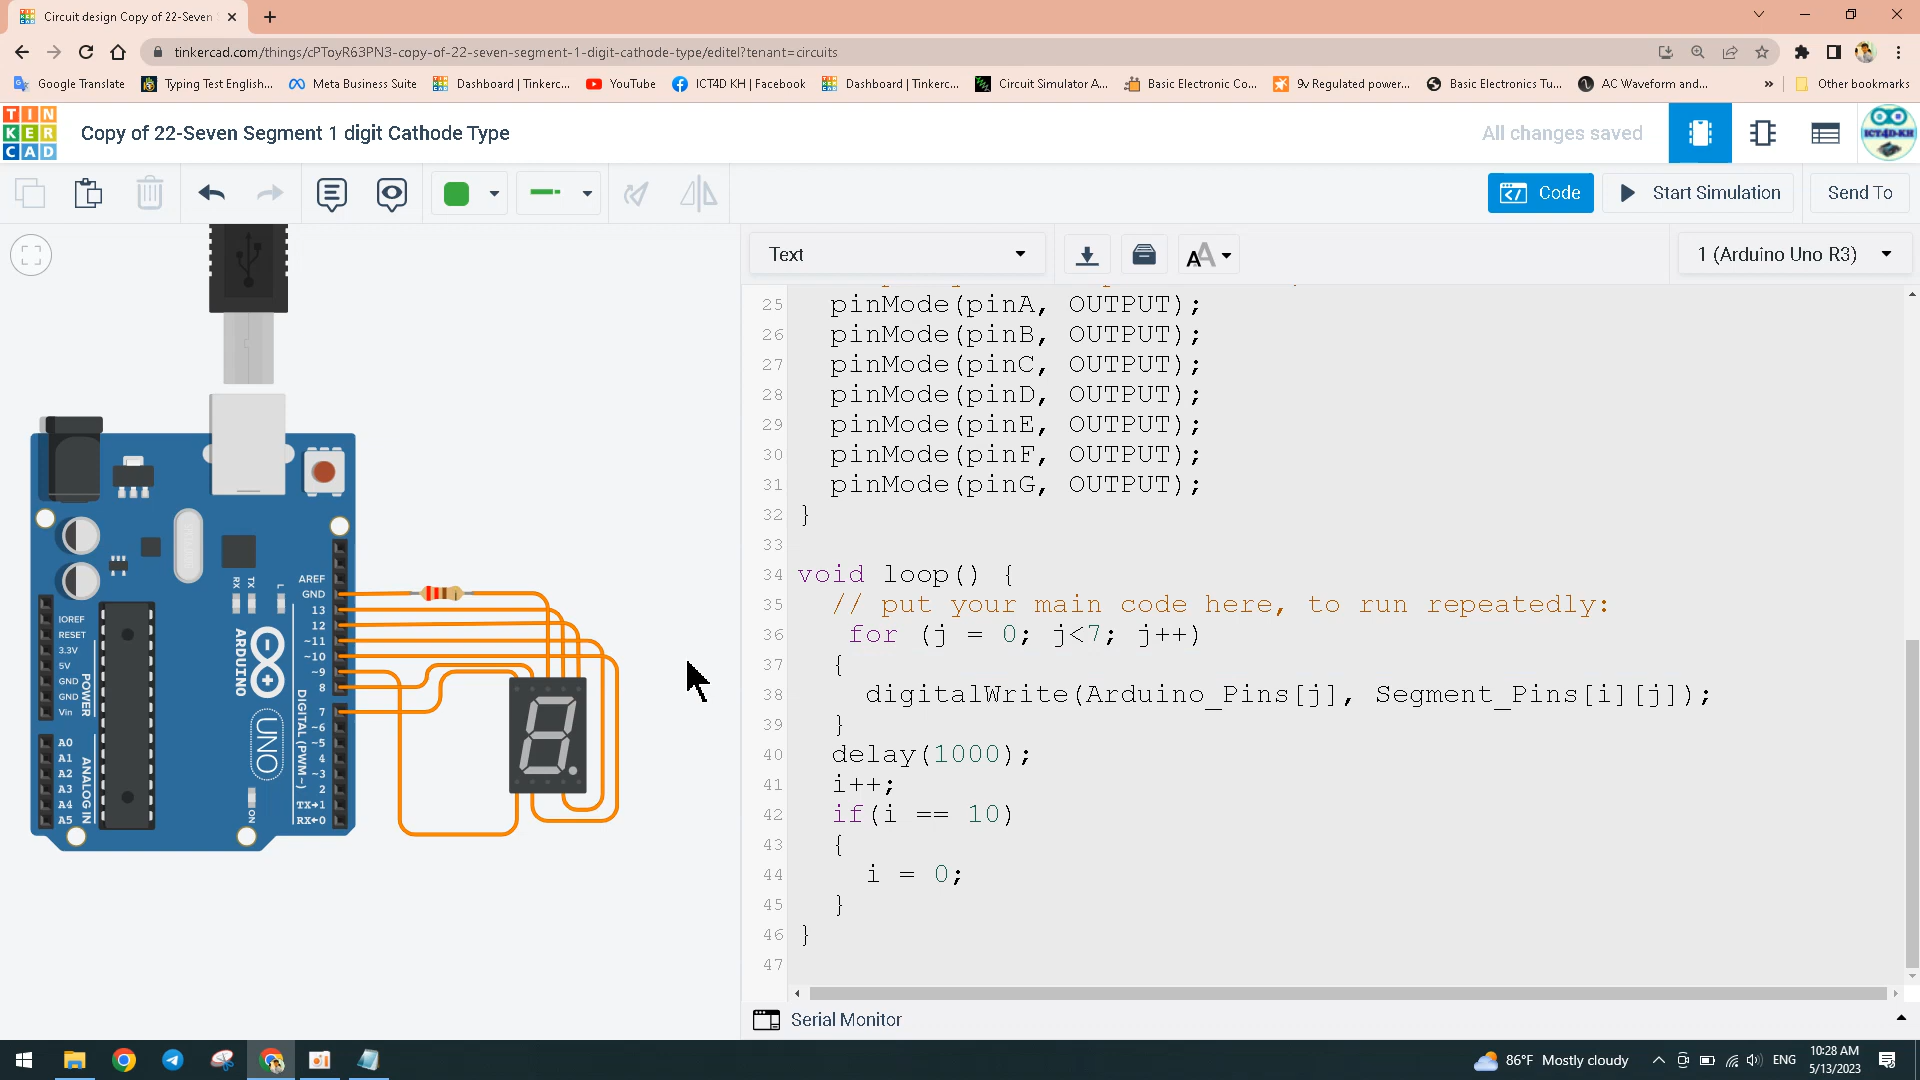 Circuit design Copy of 22-Seven
tinkercad.com/things/cPToyR63PN3-copy-of-22-seven-segment-1-digit-cathode-type/editel?tenant=circuits
Google Translate
Typing Test English...
Meta Business Suite
Dashboard | Tinkerc...
YouTube
ICT4D KH | Facebook
Dashboard | Tinkerc...
Circuit Simulator A...
Basic Electronic Co...
9v Regulated power...
Basic Electronics Tu...
AC Waveform and...
»
Other bookmarks
TIN
KER
CAD
Copy of 22-Seven Segment 1 digit Cathode Type
All changes saved
ICT4D-KH
Code
Start Simulation
Send To
Text
AA
1 (Arduino Uno R3)
25 pinMode(pinA, OUTPUT);
26 pinMode(pinB, OUTPUT);
27 pinMode(pinC, OUTPUT);
28 pinMode(pinD, OUTPUT);
29 pinMode(pinE, OUTPUT);
30 pinMode(pinF, OUTPUT);
31 pinMode(pinG, OUTPUT);
32 }
33
34 void loop() {
35 // put your main code here, to run repeatedly:
36 for (j = 0; j<7; j++)
37 {
38 digitalWrite(Arduino_Pins[j], Segment_Pins[i][j]);
39 }
40 delay(1000);
41 i++;
42 if(i == 10)
43 {
44 i = 0;
45 }
46 }
47
Serial Monitor
RX
TX
L
AREF
GND
13
12
~11
~10
~9
8
7
~6
~5
4
~3
2
TX→1
RX←0
DIGITAL (PWM~)
ARDUINO
UNO
ON
IOREF
RESET
3.3V
5V
GND
GND
Vin
POWER
A0
A1
A2
A3
A4
A5
ANALOG IN
86°F Mostly cloudy
ENG
10:28 AM
5/13/2023